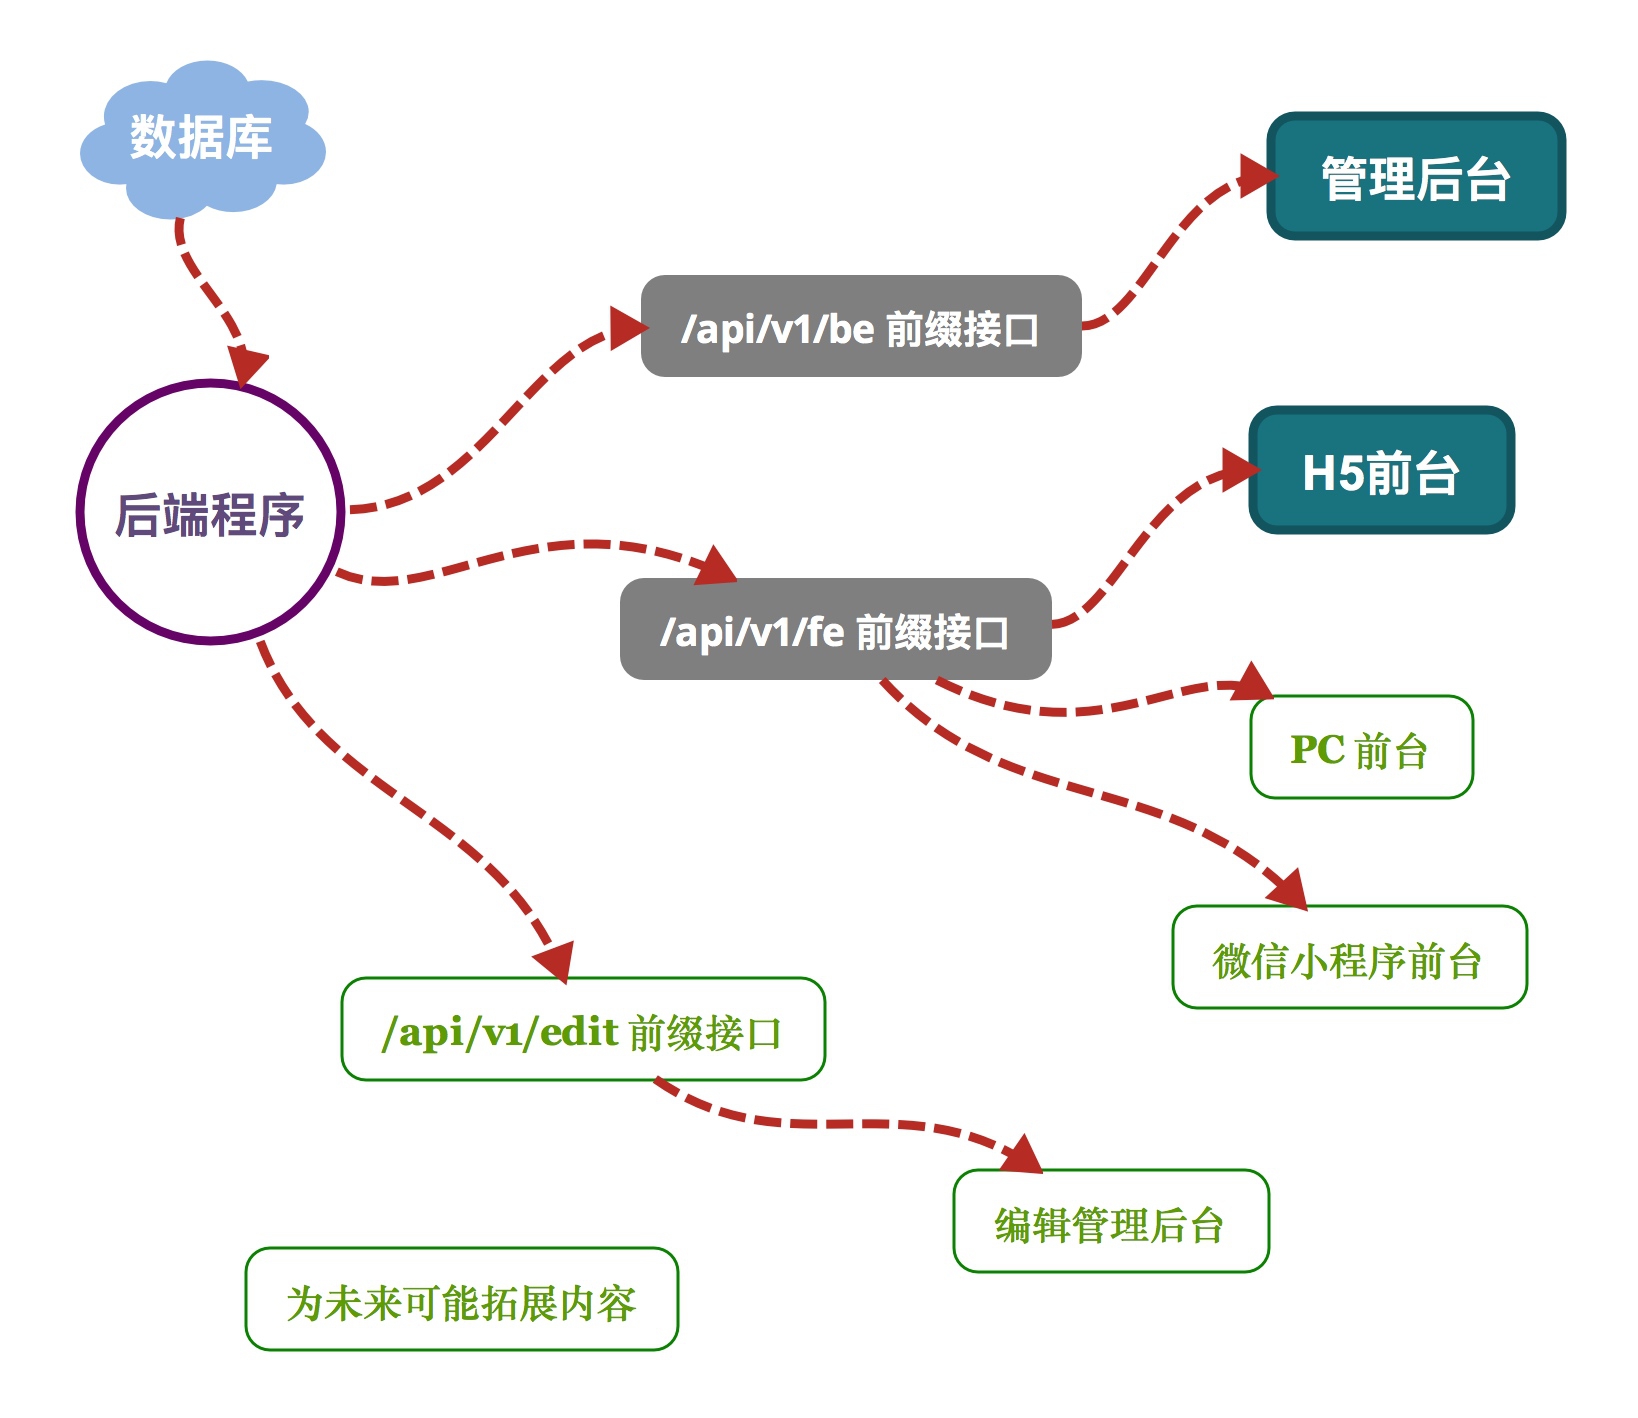 数据库
管理后台
/api/v1/be 前缀接口
H5前台
后端程序
/api/v1/fe 前缀接口
PC 前台
微信小程序前台
/api/v1/edit 前缀接口
编辑管理后台
为未来可能拓展内容